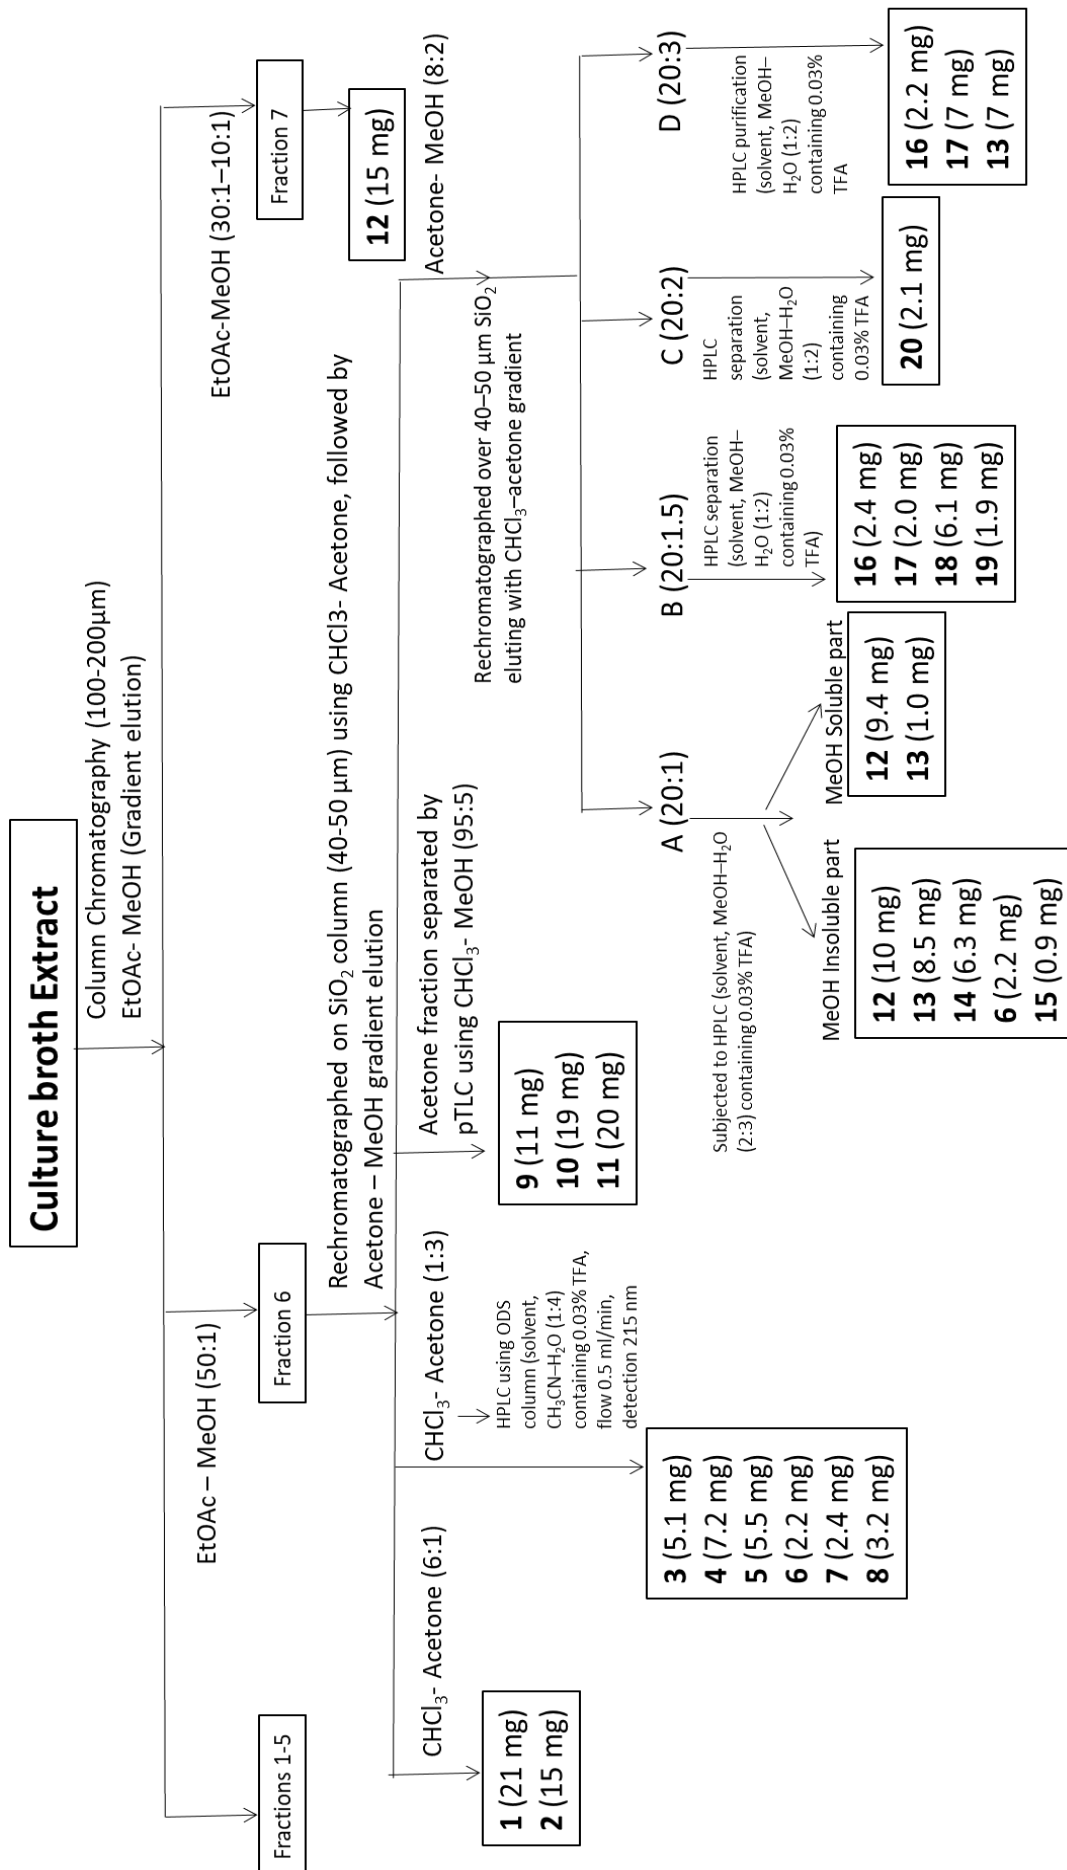 Culture broth Extract
Column Chromatography (100-200µm)
EtOAc- MeOH (Gradient elution)
EtOAc – MeOH (50:1)
EtOAc-MeOH (30:1–10:1)
Fractions 1-5
Fraction 6
Fraction 7
12 (15 mg)
Rechromatographed on SiO₂ column (40-50 µm) using CHCl3- Acetone, followed by
Acetone – MeOH gradient elution
CHCl₃- Acetone (6:1)
1 (21 mg)
2 (15 mg)
CHCl₃- Acetone (1:3)
HPLC using ODS
column (solvent,
CH₃CN–H₂O (1:4)
containing 0.03% TFA,
flow 0.5 ml/min,
detection 215 nm
3 (5.1 mg)
4 (7.2 mg)
5 (5.5 mg)
6 (2.2 mg)
7 (2.4 mg)
8 (3.2 mg)
Acetone fraction separated by
pTLC using CHCl₃- MeOH (95:5)
9 (11 mg)
10 (19 mg)
11 (20 mg)
Acetone- MeOH (8:2)
Rechromatographed over 40–50 µm SiO₂
eluting with CHCl₃–acetone gradient
A (20:1)
Subjected to HPLC (solvent, MeOH–H₂O
(2:3) containing 0.03% TFA)
MeOH Insoluble part
12 (10 mg)
13 (8.5 mg)
14 (6.3 mg)
6 (2.2 mg)
15 (0.9 mg)
MeOH Soluble part
12 (9.4 mg)
13 (1.0 mg)
B (20:1.5)
HPLC separation
(solvent, MeOH–
H₂O (1:2)
containing 0.03%
TFA)
16 (2.4 mg)
17 (2.0 mg)
18 (6.1 mg)
19 (1.9 mg)
C (20:2)
HPLC
separation
(solvent,
MeOH–H₂O
(1:2)
containing
0.03% TFA
20 (2.1 mg)
D (20:3)
HPLC purification
(solvent, MeOH–
H₂O (1:2)
containing 0.03%
TFA
16 (2.2 mg)
17 (7 mg)
13 (7 mg)